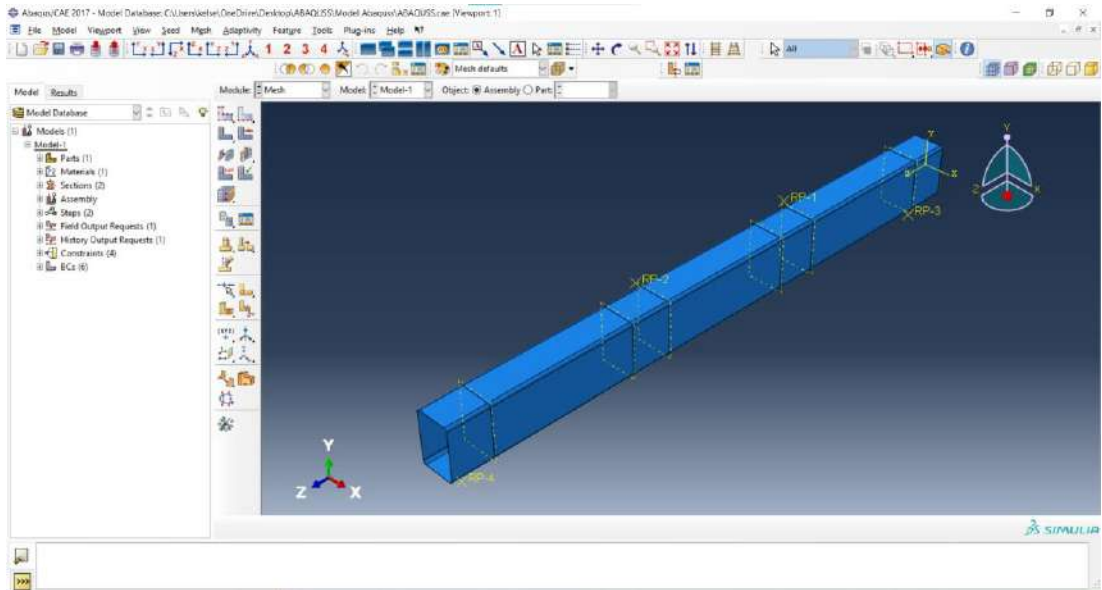 Abaqus/CAE 2017 - Model Database: C:\Users\kelse\OneDrive\Desktop\ABAQUSS\Model Abaquss\ABAQUSS.cae [Viewport: 1]
File Model Viewport View Seed Mesh Adaptivity Feature Tools Plug-ins Help
1 2 3 4 A All
Mesh defaults
Model Results
Module: Mesh Model: Model-1 Object: Assembly Part:
Model Database
Models (1)
Model-1
Parts (1)
Materials (1)
Sections (2)
Assembly
Steps (2)
Field Output Requests (1)
History Output Requests (1)
Constraints (4)
BCs (6)
Y
Y
RP-1
Z
X
Z
X
RP-3
RP-2
RP-4
Y
Z
X
SIMULIA
>>>